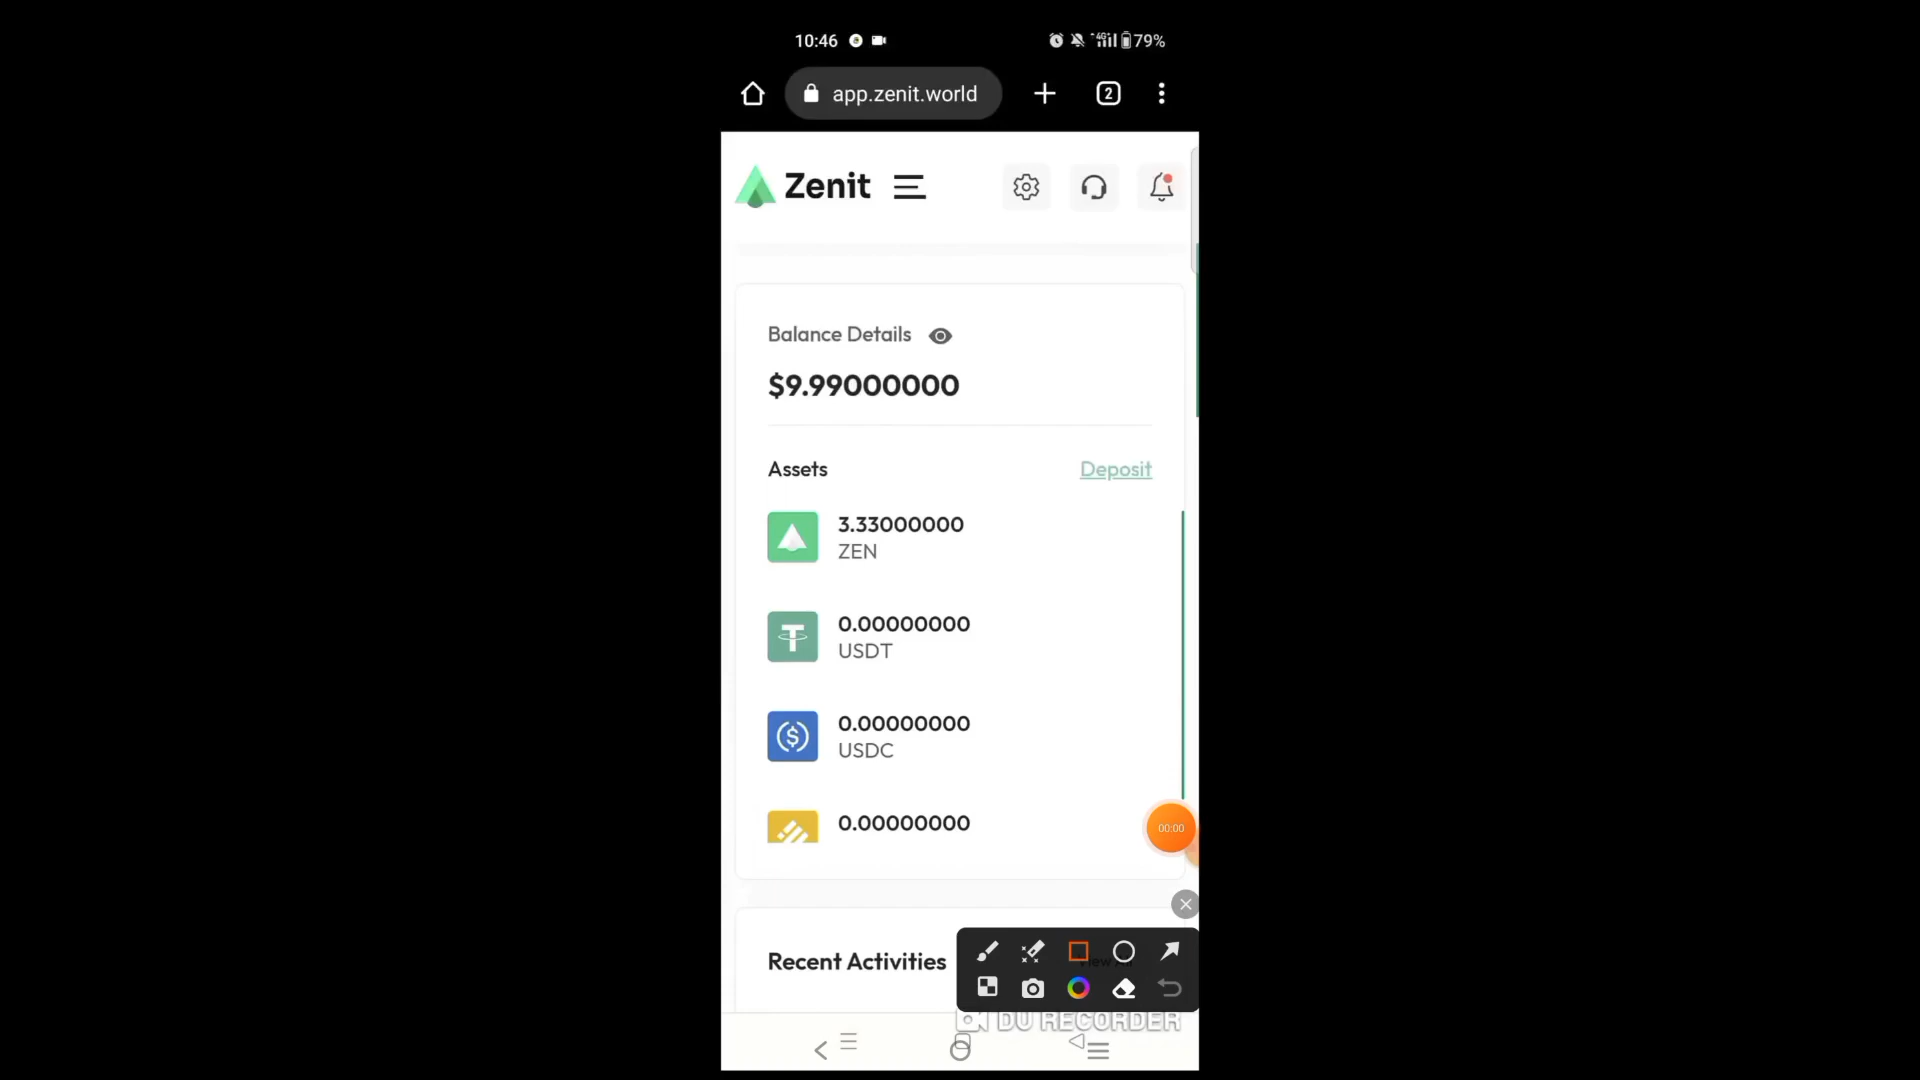 10:46 4G+ 79%
app.zenit.world 2
Zenit
Balance Details
$9.99000000
Assets Deposit
3.33000000
ZEN
0.00000000
USDT
0.00000000
USDC
0.00000000
00:00
Recent Activities
DU RECORDER